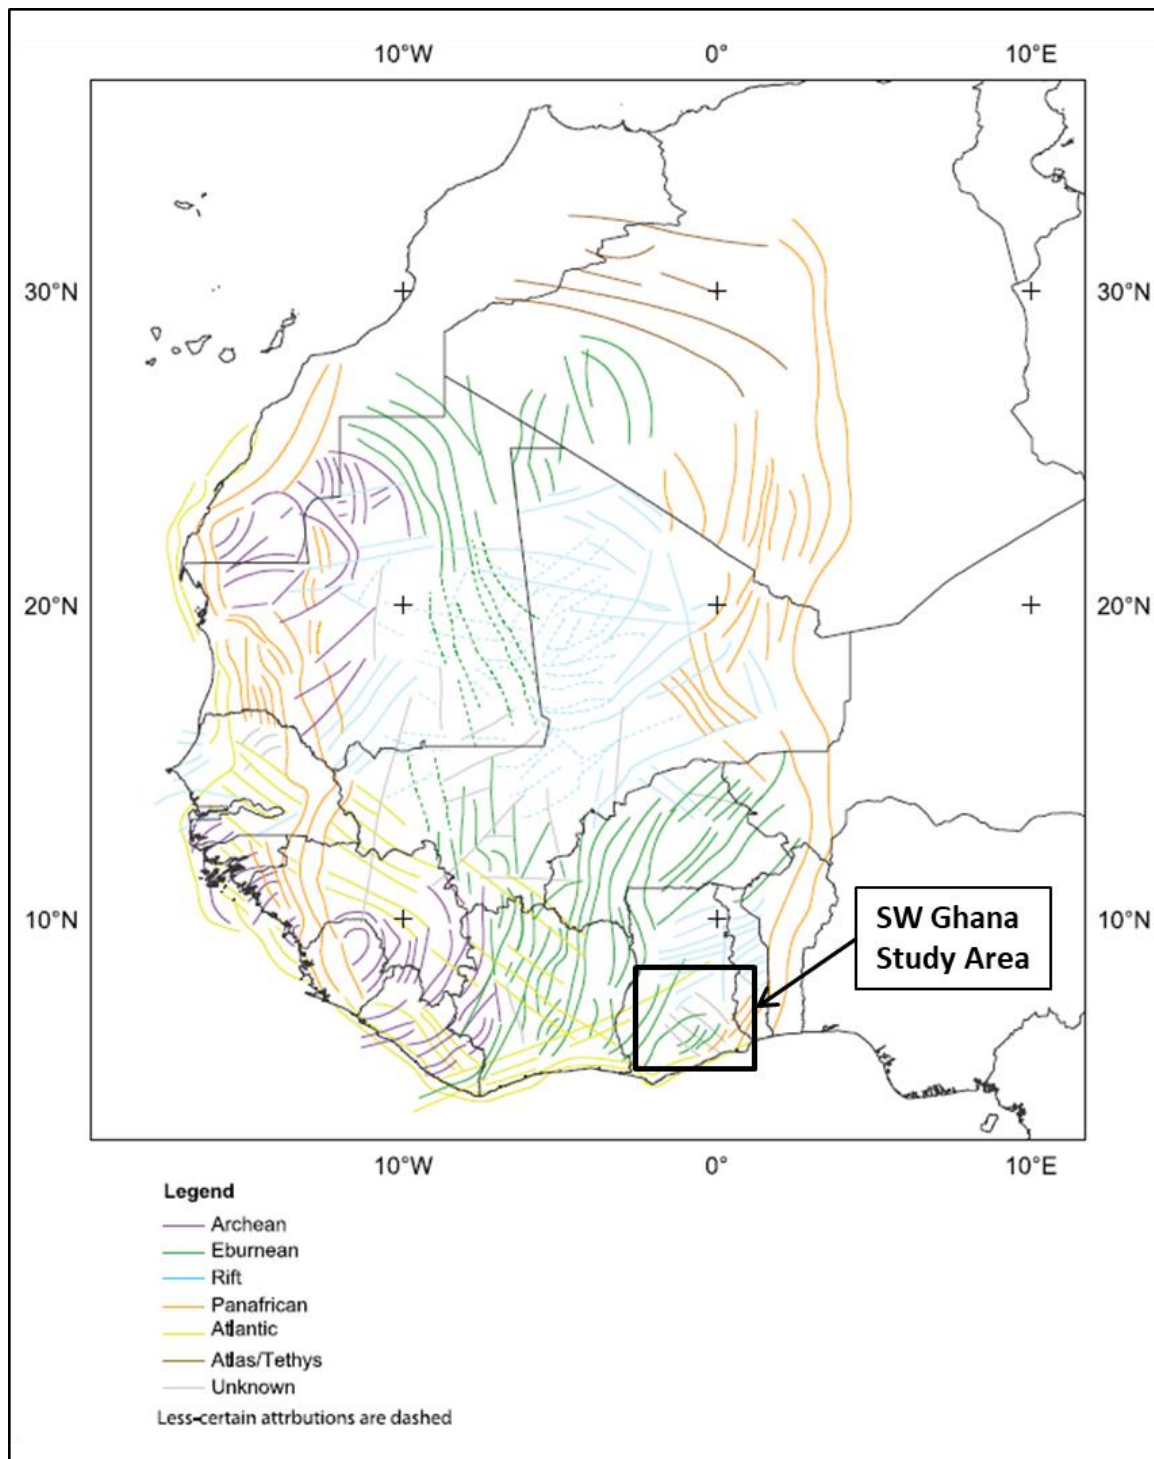 10°W 0° 10°E
30°N 30°N
20°N 20°N
10°N 10°N
SW Ghana
Study Area
10°W 0° 10°E
Legend
Archean
Eburnean
Rift
Panafrican
Atlantic
Atlas/Tethys
Unknown
Less-certain attrbutions are dashed